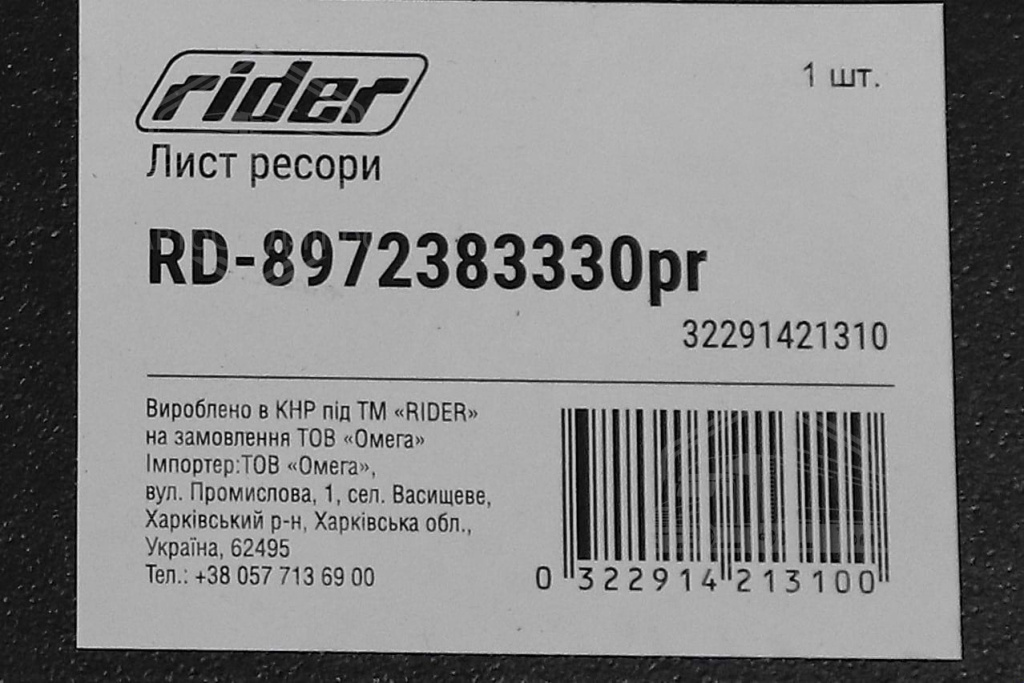 rider
1 шт.
Лист ресори
RD-8972383330pr
32291421310
Вироблено в КНР під ТМ «RIDER»
на замовлення ТОВ «Омега»
Імпортер:ТОВ «Омега»,
вул. Промислова, 1, сел. Васищеве,
Харківський р-н, Харківська обл.,
Україна, 62495
Тел.: +38 057 713 69 00
0 322914 213100